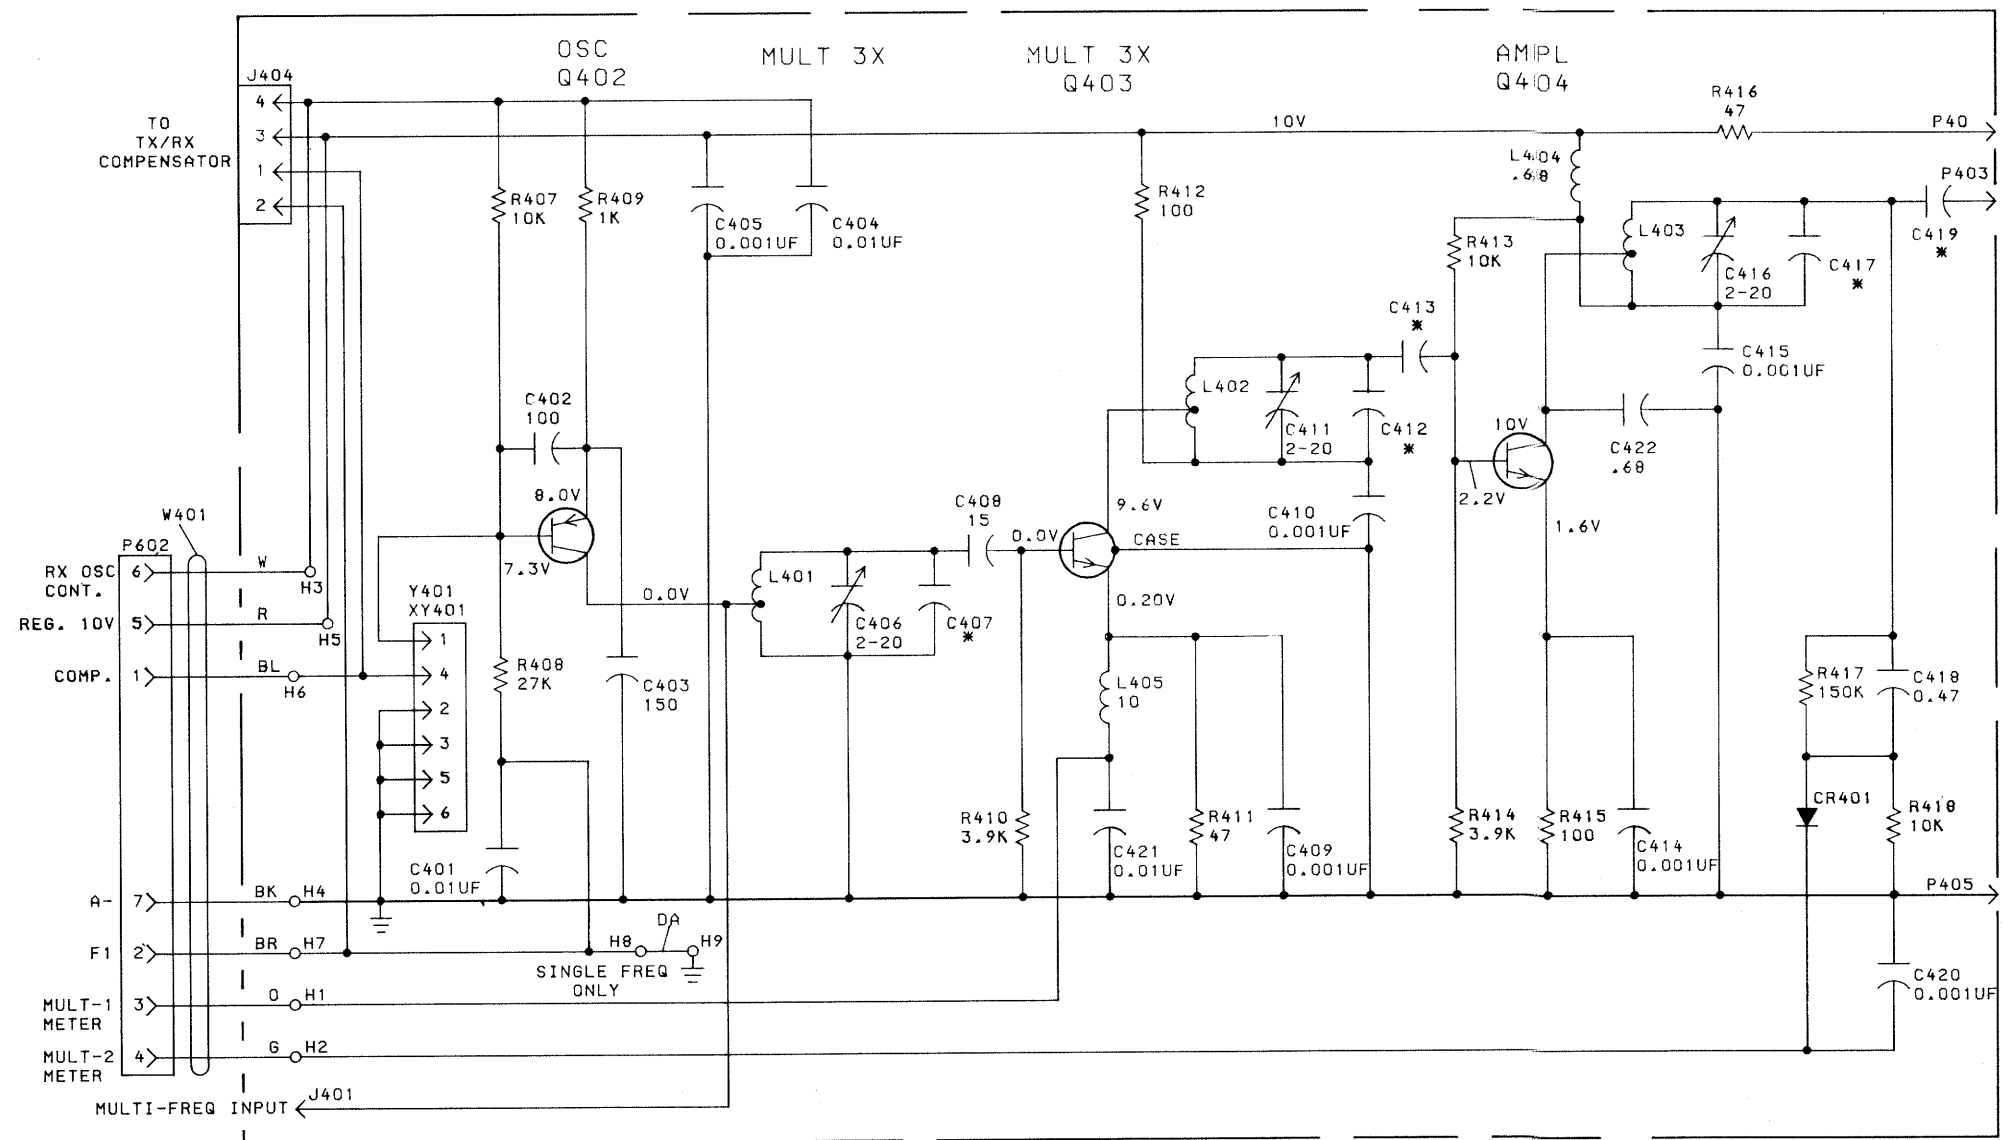 OSC
Q402
MULT 3X
MULT 3X
Q403
AMPL
Q404
J404
4
3
1
2
TO
TX/RX
COMPENSATOR
10V
R416
47
P40
L404
.68
P403
R407
10K
R409
1K
C405
0.001UF
C404
0.01UF
R412
100
R413
10K
L403
C416
2-20
C417
*
C419
*
C413
*
C415
0.001UF
C402
100
L402
C411
2-20
C412
*
10V
C422
.68
8.0V
7.3V
C408
15
0.0V
9.6V
CASE
C410
0.001UF
2.2V
1.6V
W401
P602
RX OSC
CONT.
6
W
H3
REG. 10V
5
R
H5
COMP.
1
BL
H6
Y401
XY401
1
4
2
3
5
6
0.0V
L401
C406
2-20
C407
*
0.20V
R408
27K
C403
150
L405
10
R417
150K
C418
0.47
C401
0.01UF
R410
3.9K
C421
0.01UF
R411
47
C409
0.001UF
R414
3.9K
R415
100
C414
0.001UF
CR401
R418
10K
A-
7
BK
H4
P405
F1
2
BR
H7
H8
DA
H9
SINGLE FREQ
ONLY
C420
0.001UF
MULT-1
METER
3
O
H1
MULT-2
METER
4
G
H2
MULTI-FREQ INPUT
J401